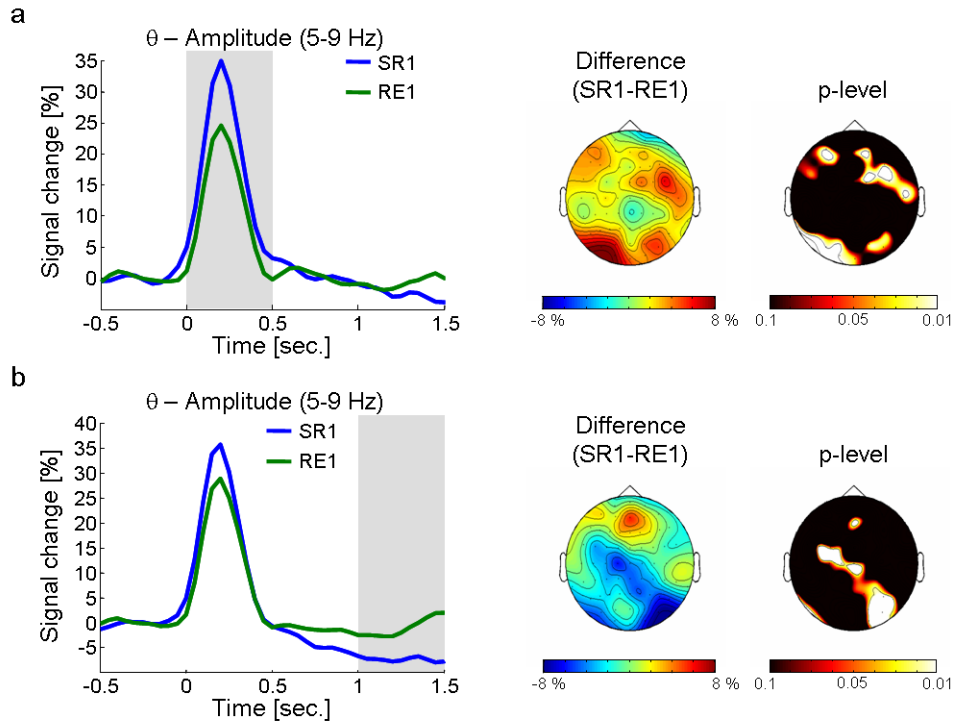 a
θ – Amplitude (5-9 Hz)
Signal change [%]
35
30
25
20
15
10
5
0
-0.5
0
0.5
1
1.5
Time [sec.]
SR1
RE1
Difference
(SR1-RE1)
-8 %
8 %
p-level
0.1
0.05
0.01
b
θ – Amplitude (5-9 Hz)
Signal change [%]
40
35
30
25
20
15
10
5
0
-5
-0.5
0
0.5
1
1.5
Time [sec.]
SR1
RE1
Difference
(SR1-RE1)
-8 %
8 %
p-level
0.1
0.05
0.01